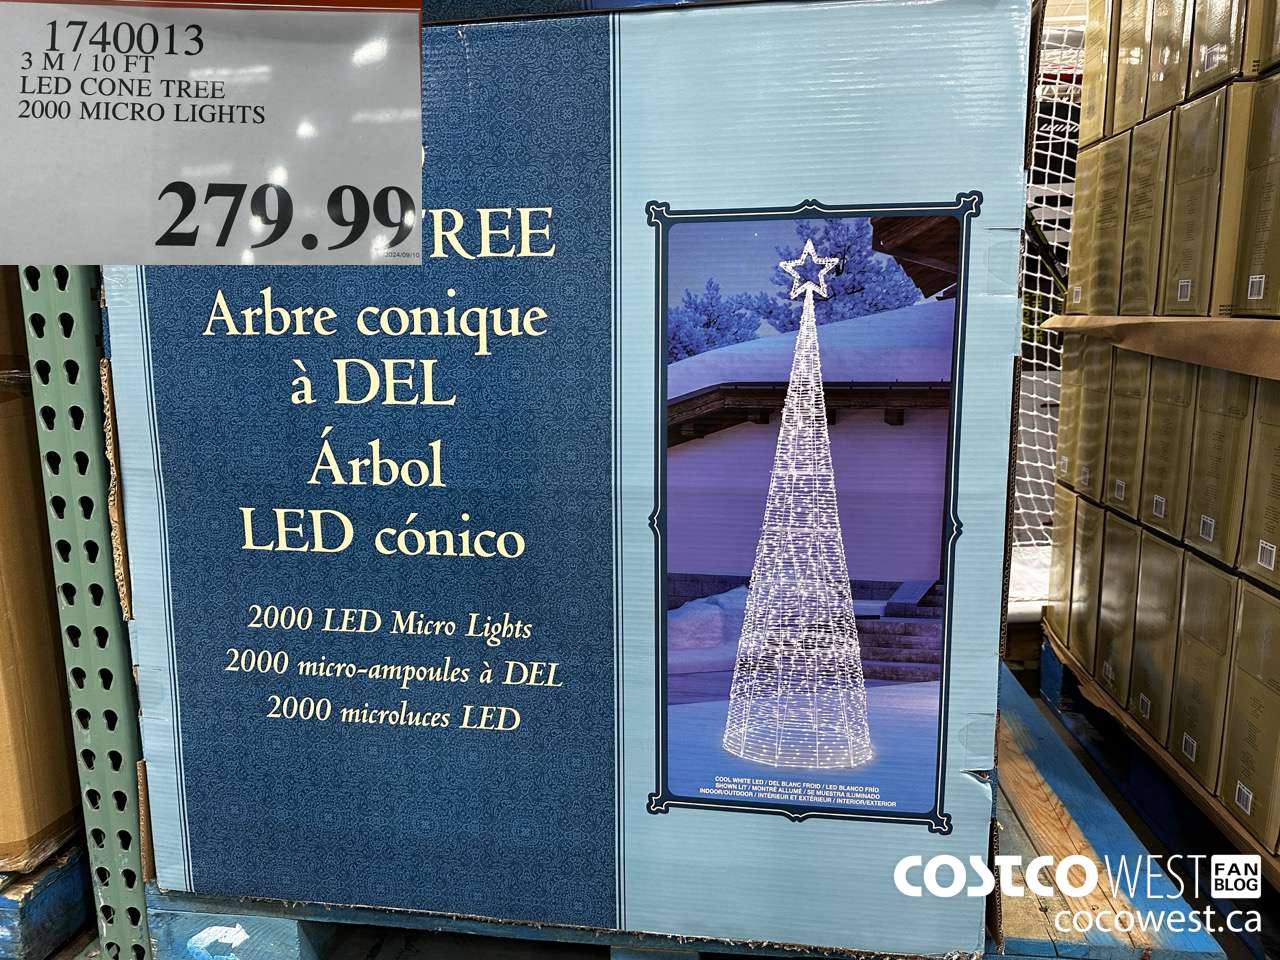 1740013
3 M / 10 FT
LED CONE TREE
2000 MICRO LIGHTS
279.99
2024/09/10
REE
Arbre conique
à DEL
Árbol
LED cónico
2000 LED Micro Lights
2000 micro-ampoules à DEL
2000 microluces LED
COOL WHITE LED / DEL BLANC FROID / LED BLANCO FRÍO
SHOWN LIT / MONTRÉ ALLUMÉ / SE MUESTRA ILUMINADO
INDOOR/OUTDOOR / INTÉRIEUR ET EXTÉRIEUR / INTERIOR/EXTERIOR
COSTCO WEST FAN BLOG
cocowest.ca